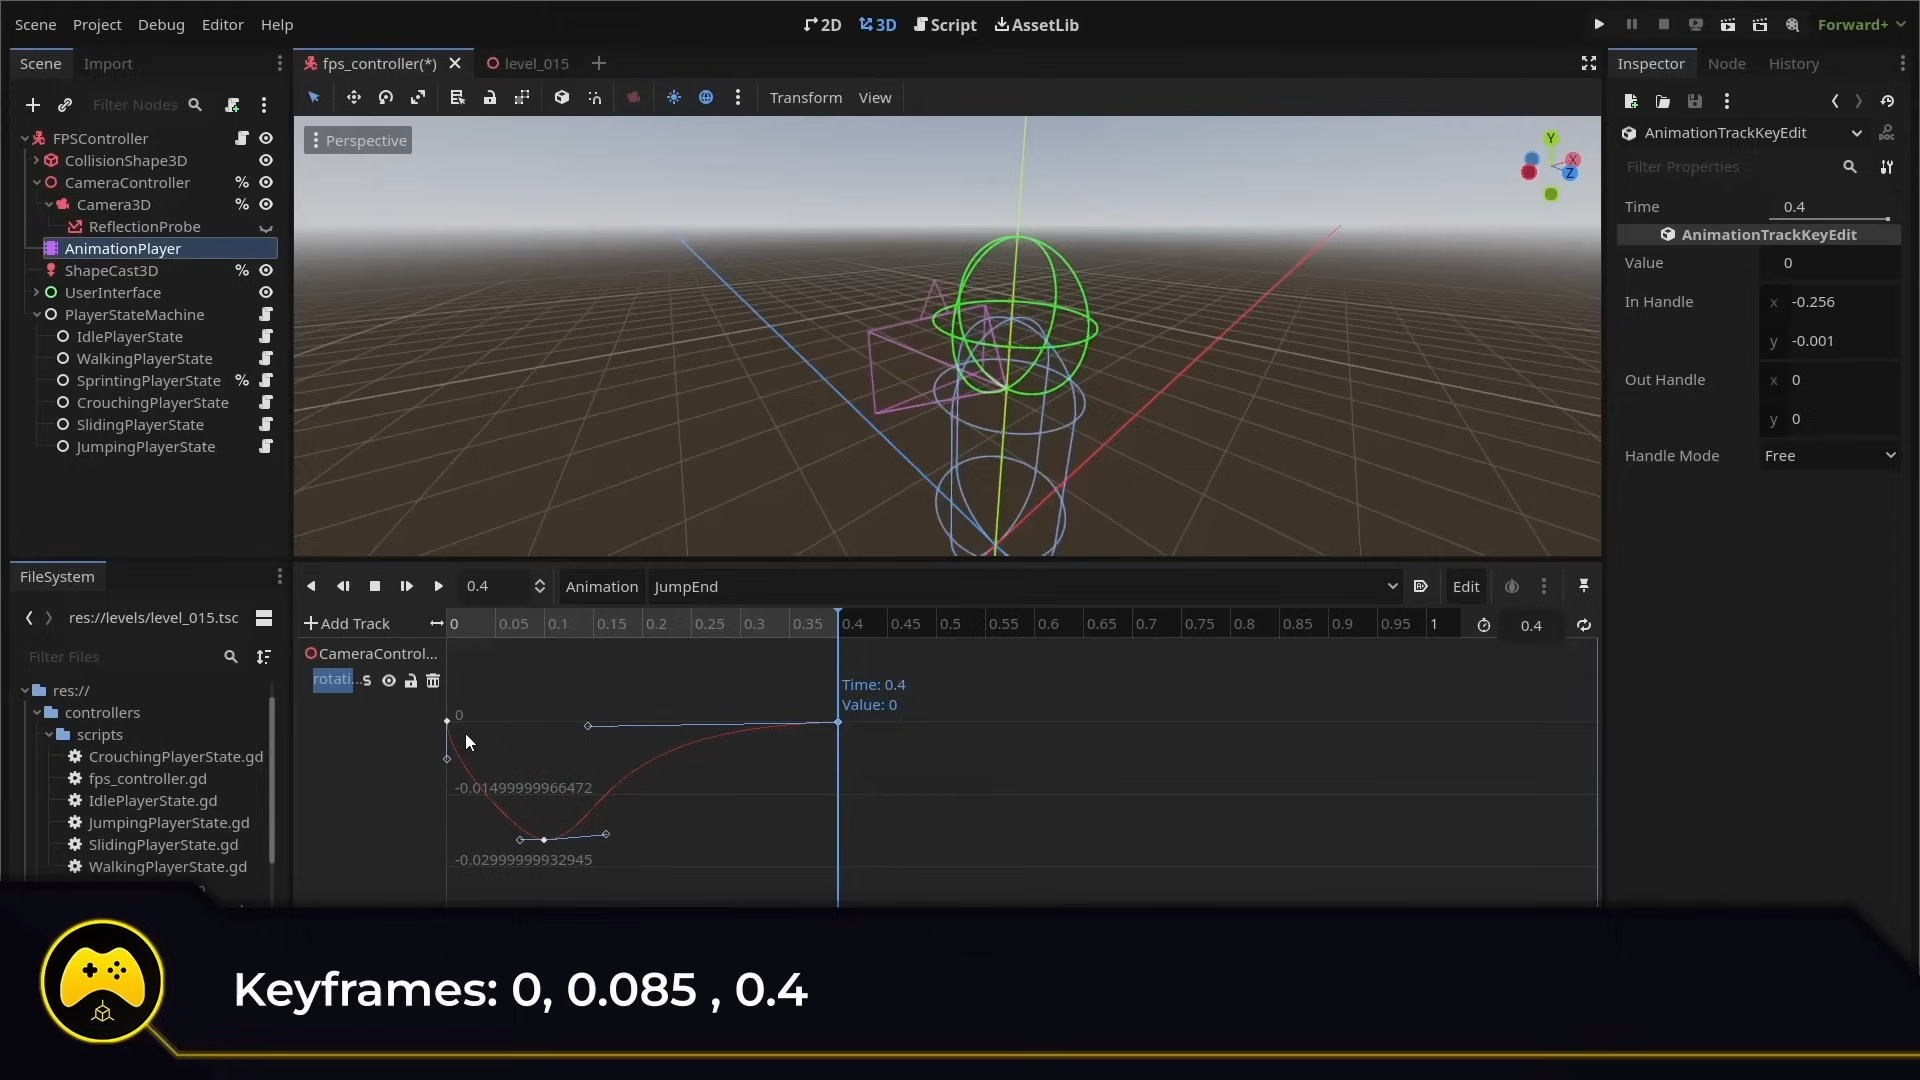 Scene Project Debug Editor Help
2D 3D Script AssetLib
Forward+
Scene Import
fps_controller(*) level_015
Inspector Node History
Filter Nodes
Transform View
Perspective
Y
X
Z
FPSController
CollisionShape3D
CameraController
Camera3D
ReflectionProbe
AnimationPlayer
ShapeCast3D
UserInterface
PlayerStateMachine
IdlePlayerState
WalkingPlayerState
SprintingPlayerState
CrouchingPlayerState
SlidingPlayerState
JumpingPlayerState
AnimationTrackKeyEdit
Filter Properties
Time 0.4
AnimationTrackKeyEdit
Value 0
In Handle x -0.256
y -0.001
Out Handle x 0
y 0
Handle Mode Free
FileSystem
res://levels/level_015.tsc
Filter Files
res://
controllers
scripts
CrouchingPlayerState.gd
fps_controller.gd
IdlePlayerState.gd
JumpingPlayerState.gd
SlidingPlayerState.gd
WalkingPlayerState.gd
0.4 Animation JumpEnd Edit
Add Track 0 0.05 0.1 0.15 0.2 0.25 0.3 0.35 0.4 0.45 0.5 0.55 0.6 0.65 0.7 0.75 0.8 0.85 0.9 0.95 1 0.4
CameraControl...
rotati...s
Time: 0.4
Value: 0
0
-0.01499999966472
-0.02999999932945
Keyframes: 0, 0.085 , 0.4